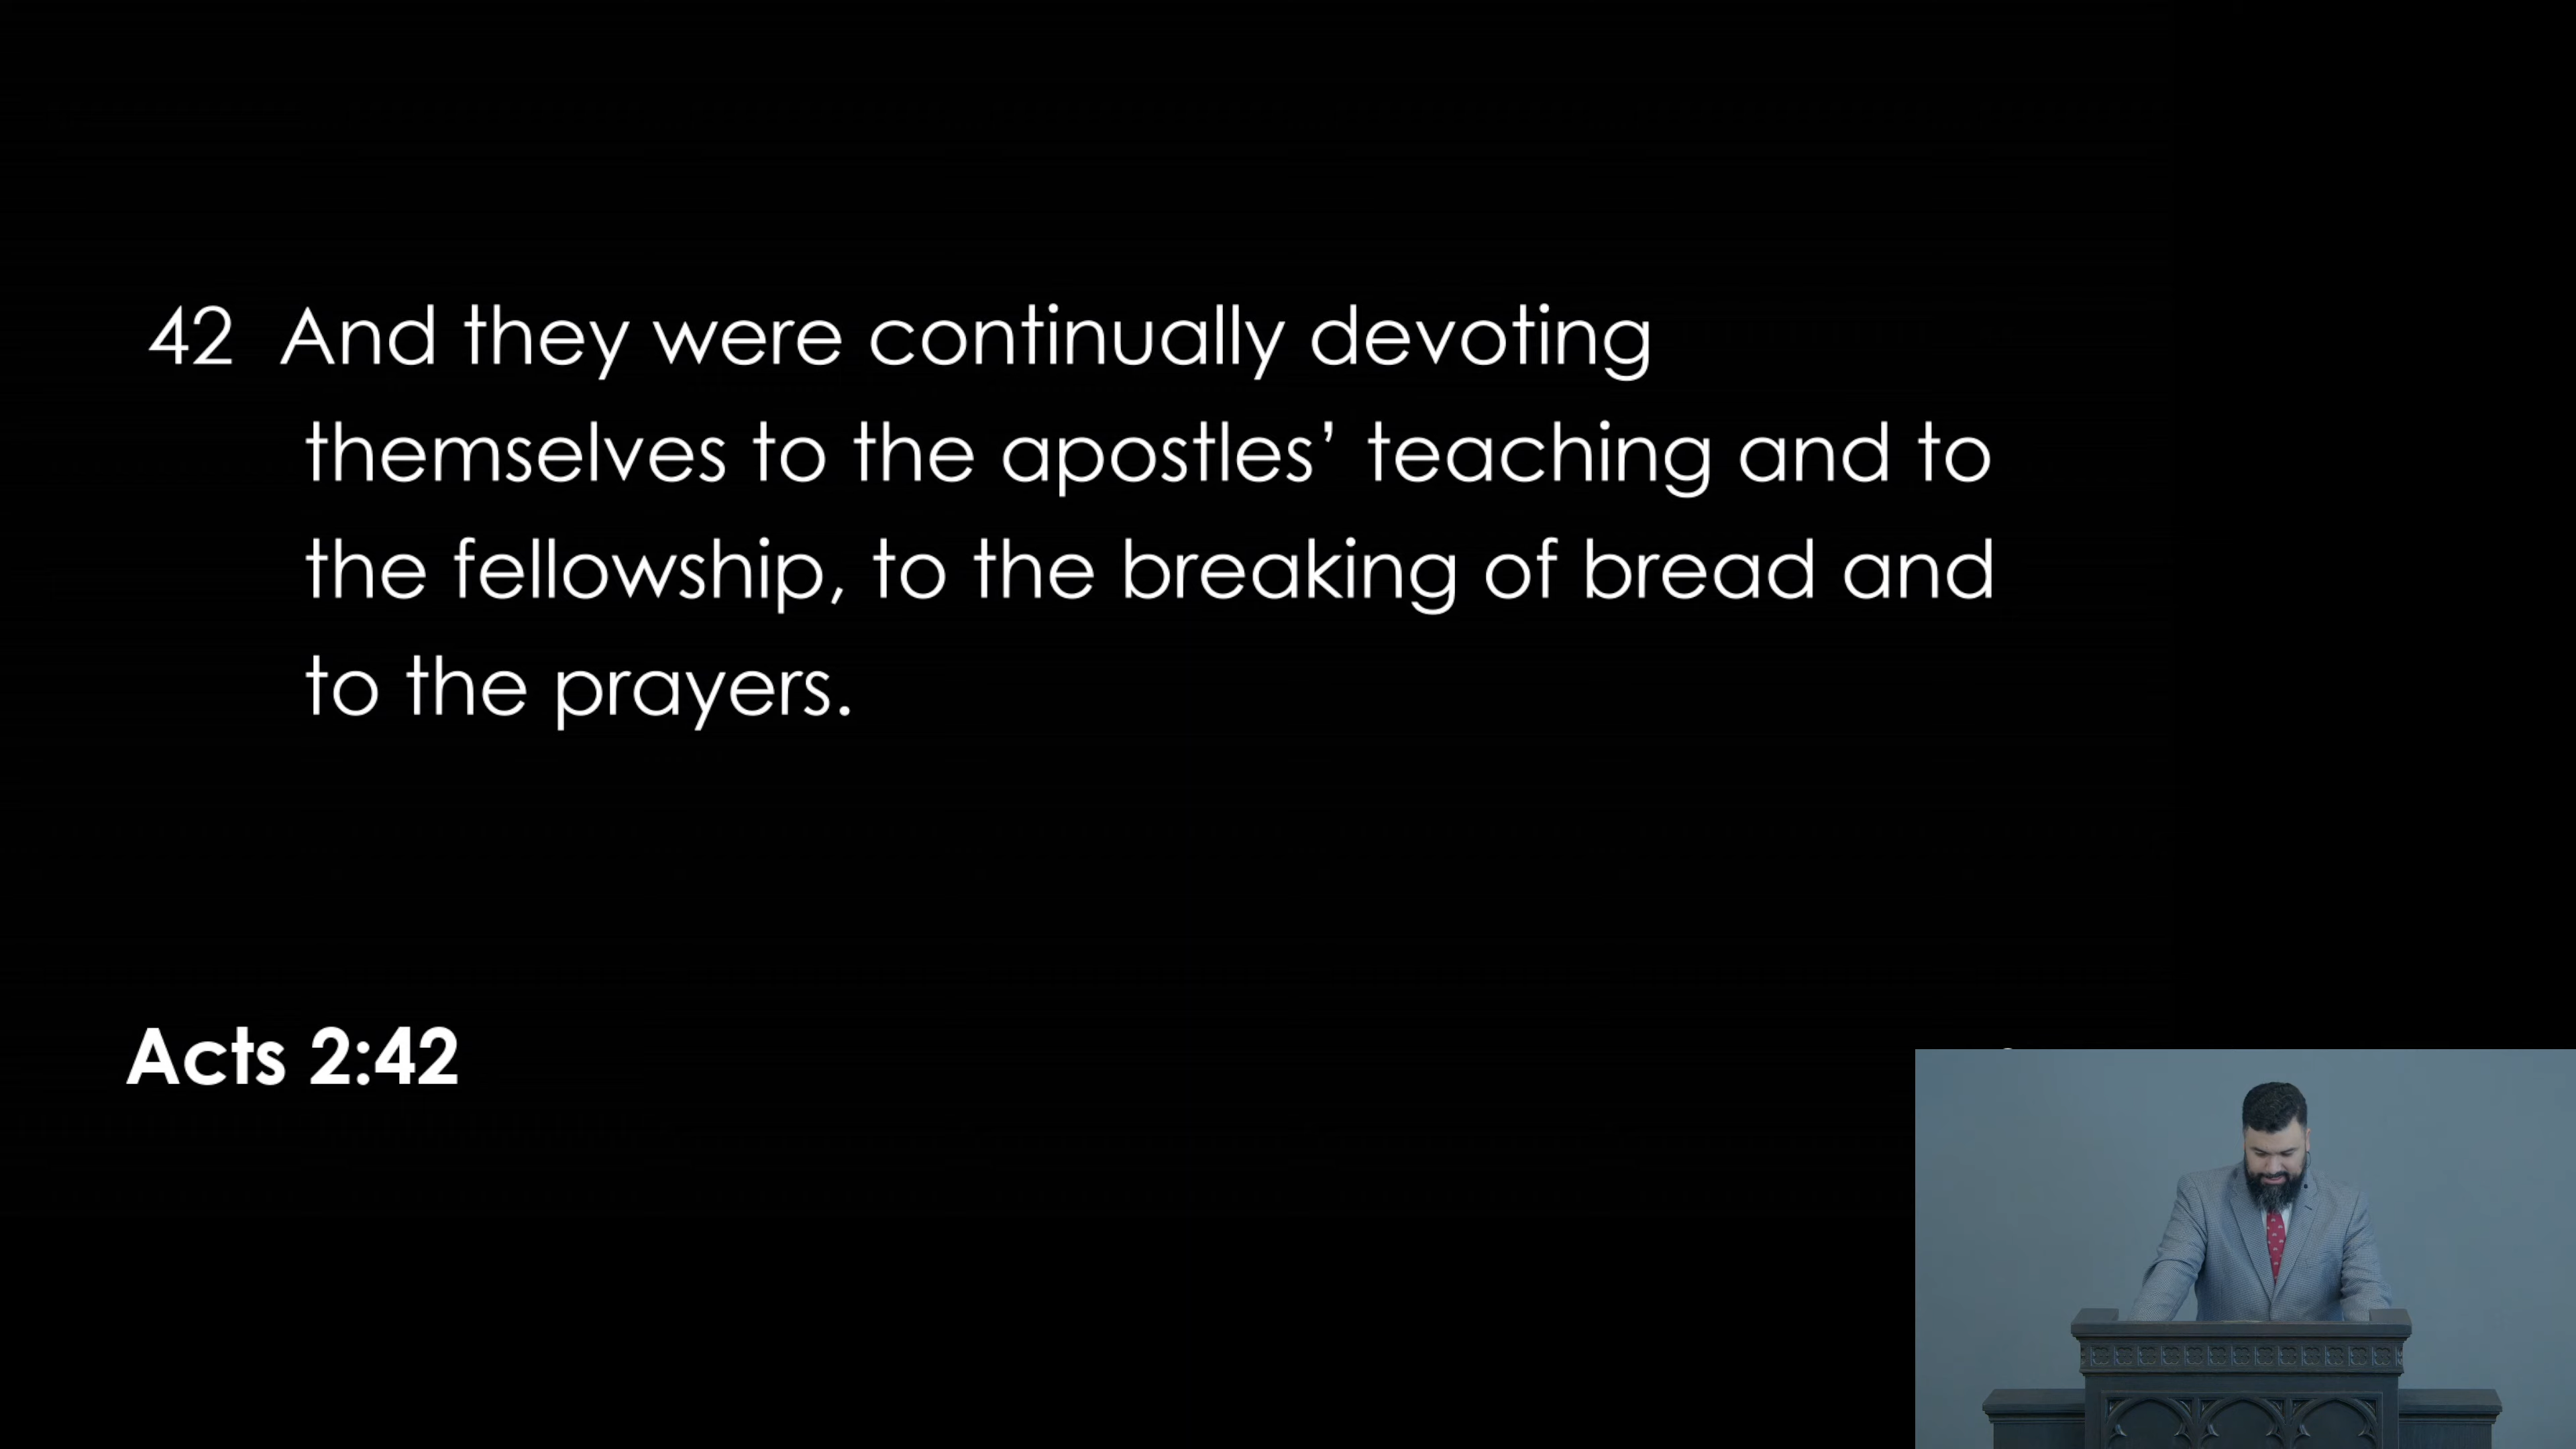 42 And they were continually devoting
themselves to the apostles’ teaching and to
the fellowship, to the breaking of bread and
to the prayers.
Acts 2:42